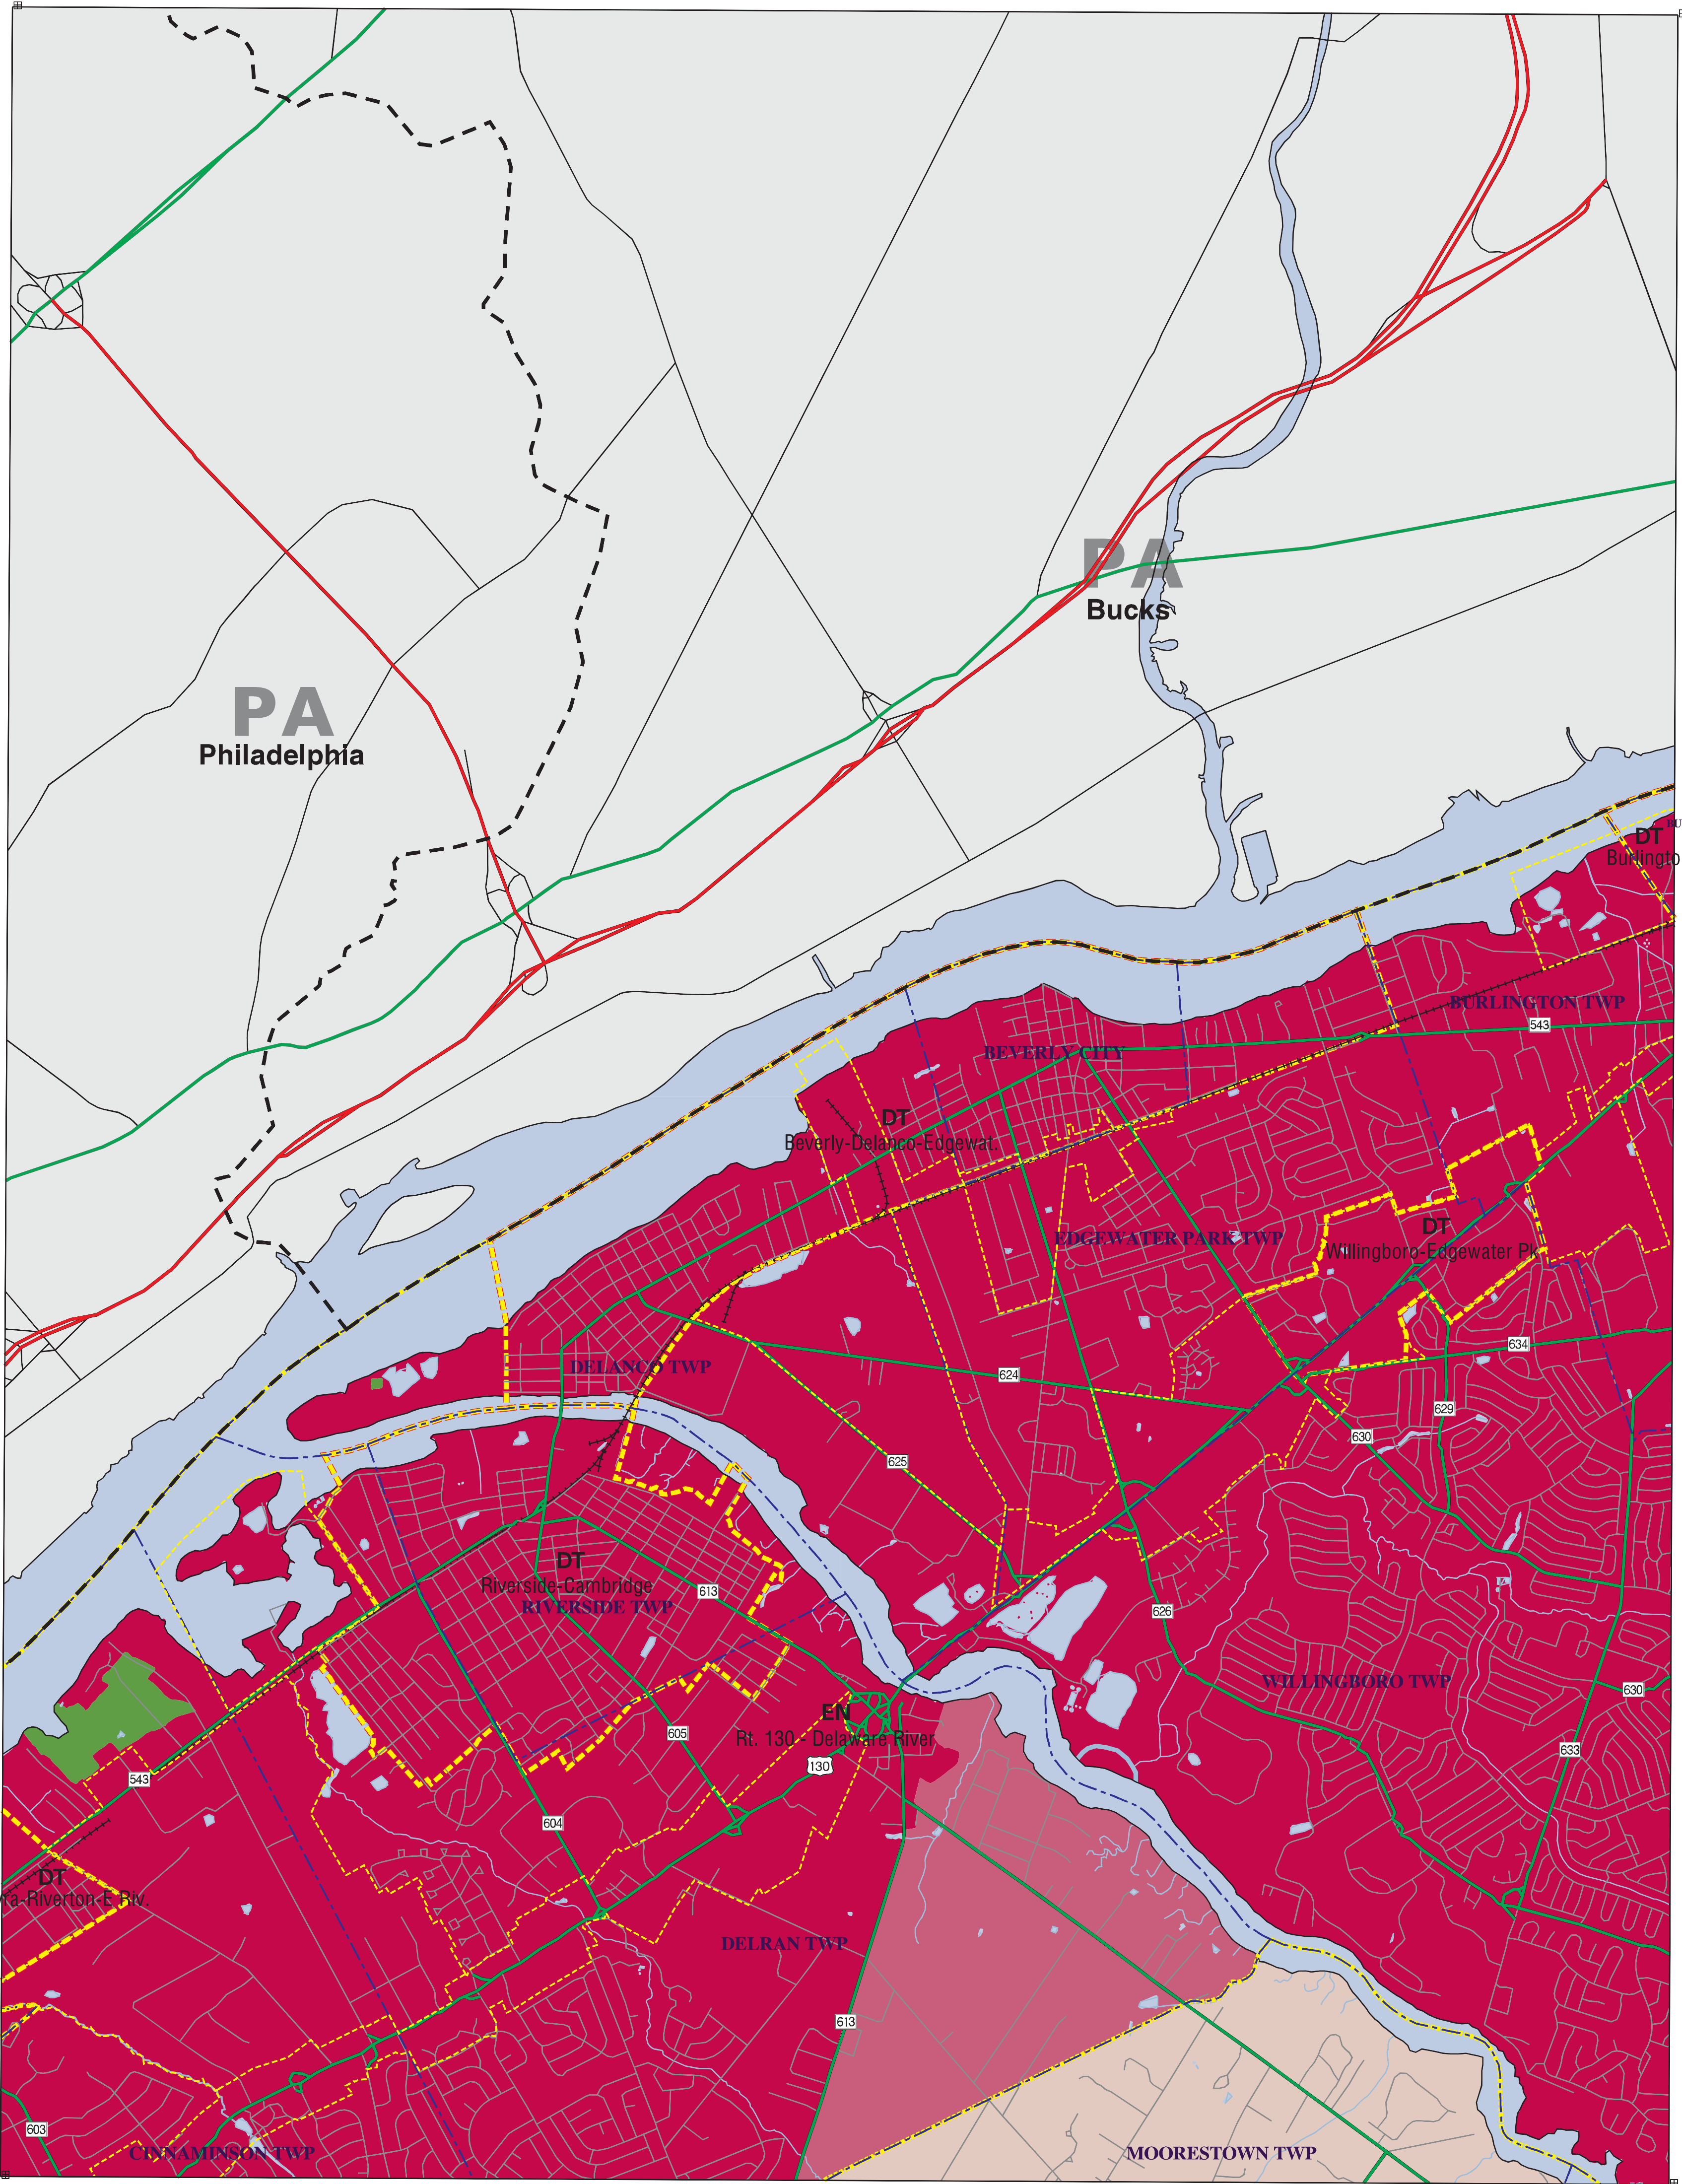 PA
Bucks
PA
Philadelphia
DT
BU
Burlingto
BURLINGTON TWP
543
BEVERLY CITY
DT
Beverly-Delanco-Edgewat.
DT
EDGEWATER PARK TWP
Willingboro-Edgewater Pk
634
DELANCO TWP
624
629
630
625
DT
Riverside-Cambridge
613
RIVERSIDE TWP
626
WILLINGBORO TWP
630
EN
605
Rt. 130 - Delaware River
633
130
543
604
DT
ra-Riverton-E Riv.
DELRAN TWP
613
603
CINNAMINSON TWP
MOORESTOWN TWP